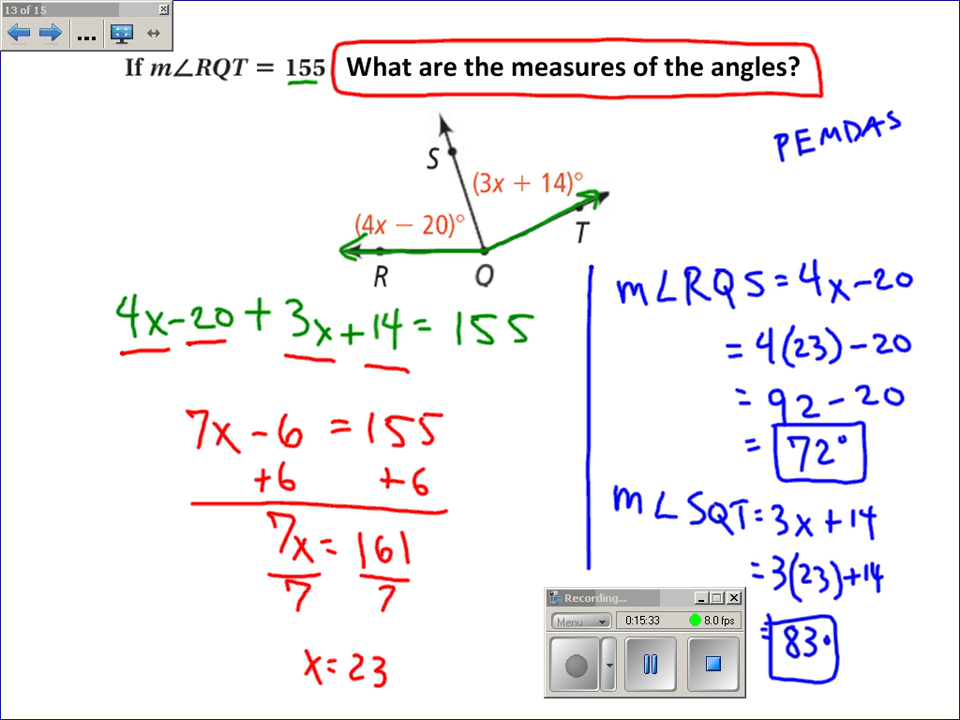 13 of 15
If m∠RQT = 155 What are the measures of the angles?
PEMDAS
S
(3x + 14)°
(4x − 20)°
T
R
Q
4x-20 + 3x+14 = 155
7x - 6 = 155
+6 +6
7x = 161
7 7
x = 23
m∠RQS = 4x-20
= 4(23) - 20
= 92 - 20
= 72°
m∠SQT = 3x + 14
= 3(23) + 14
= 83°
Recording...
Menu
0:15:33
8.0 fps